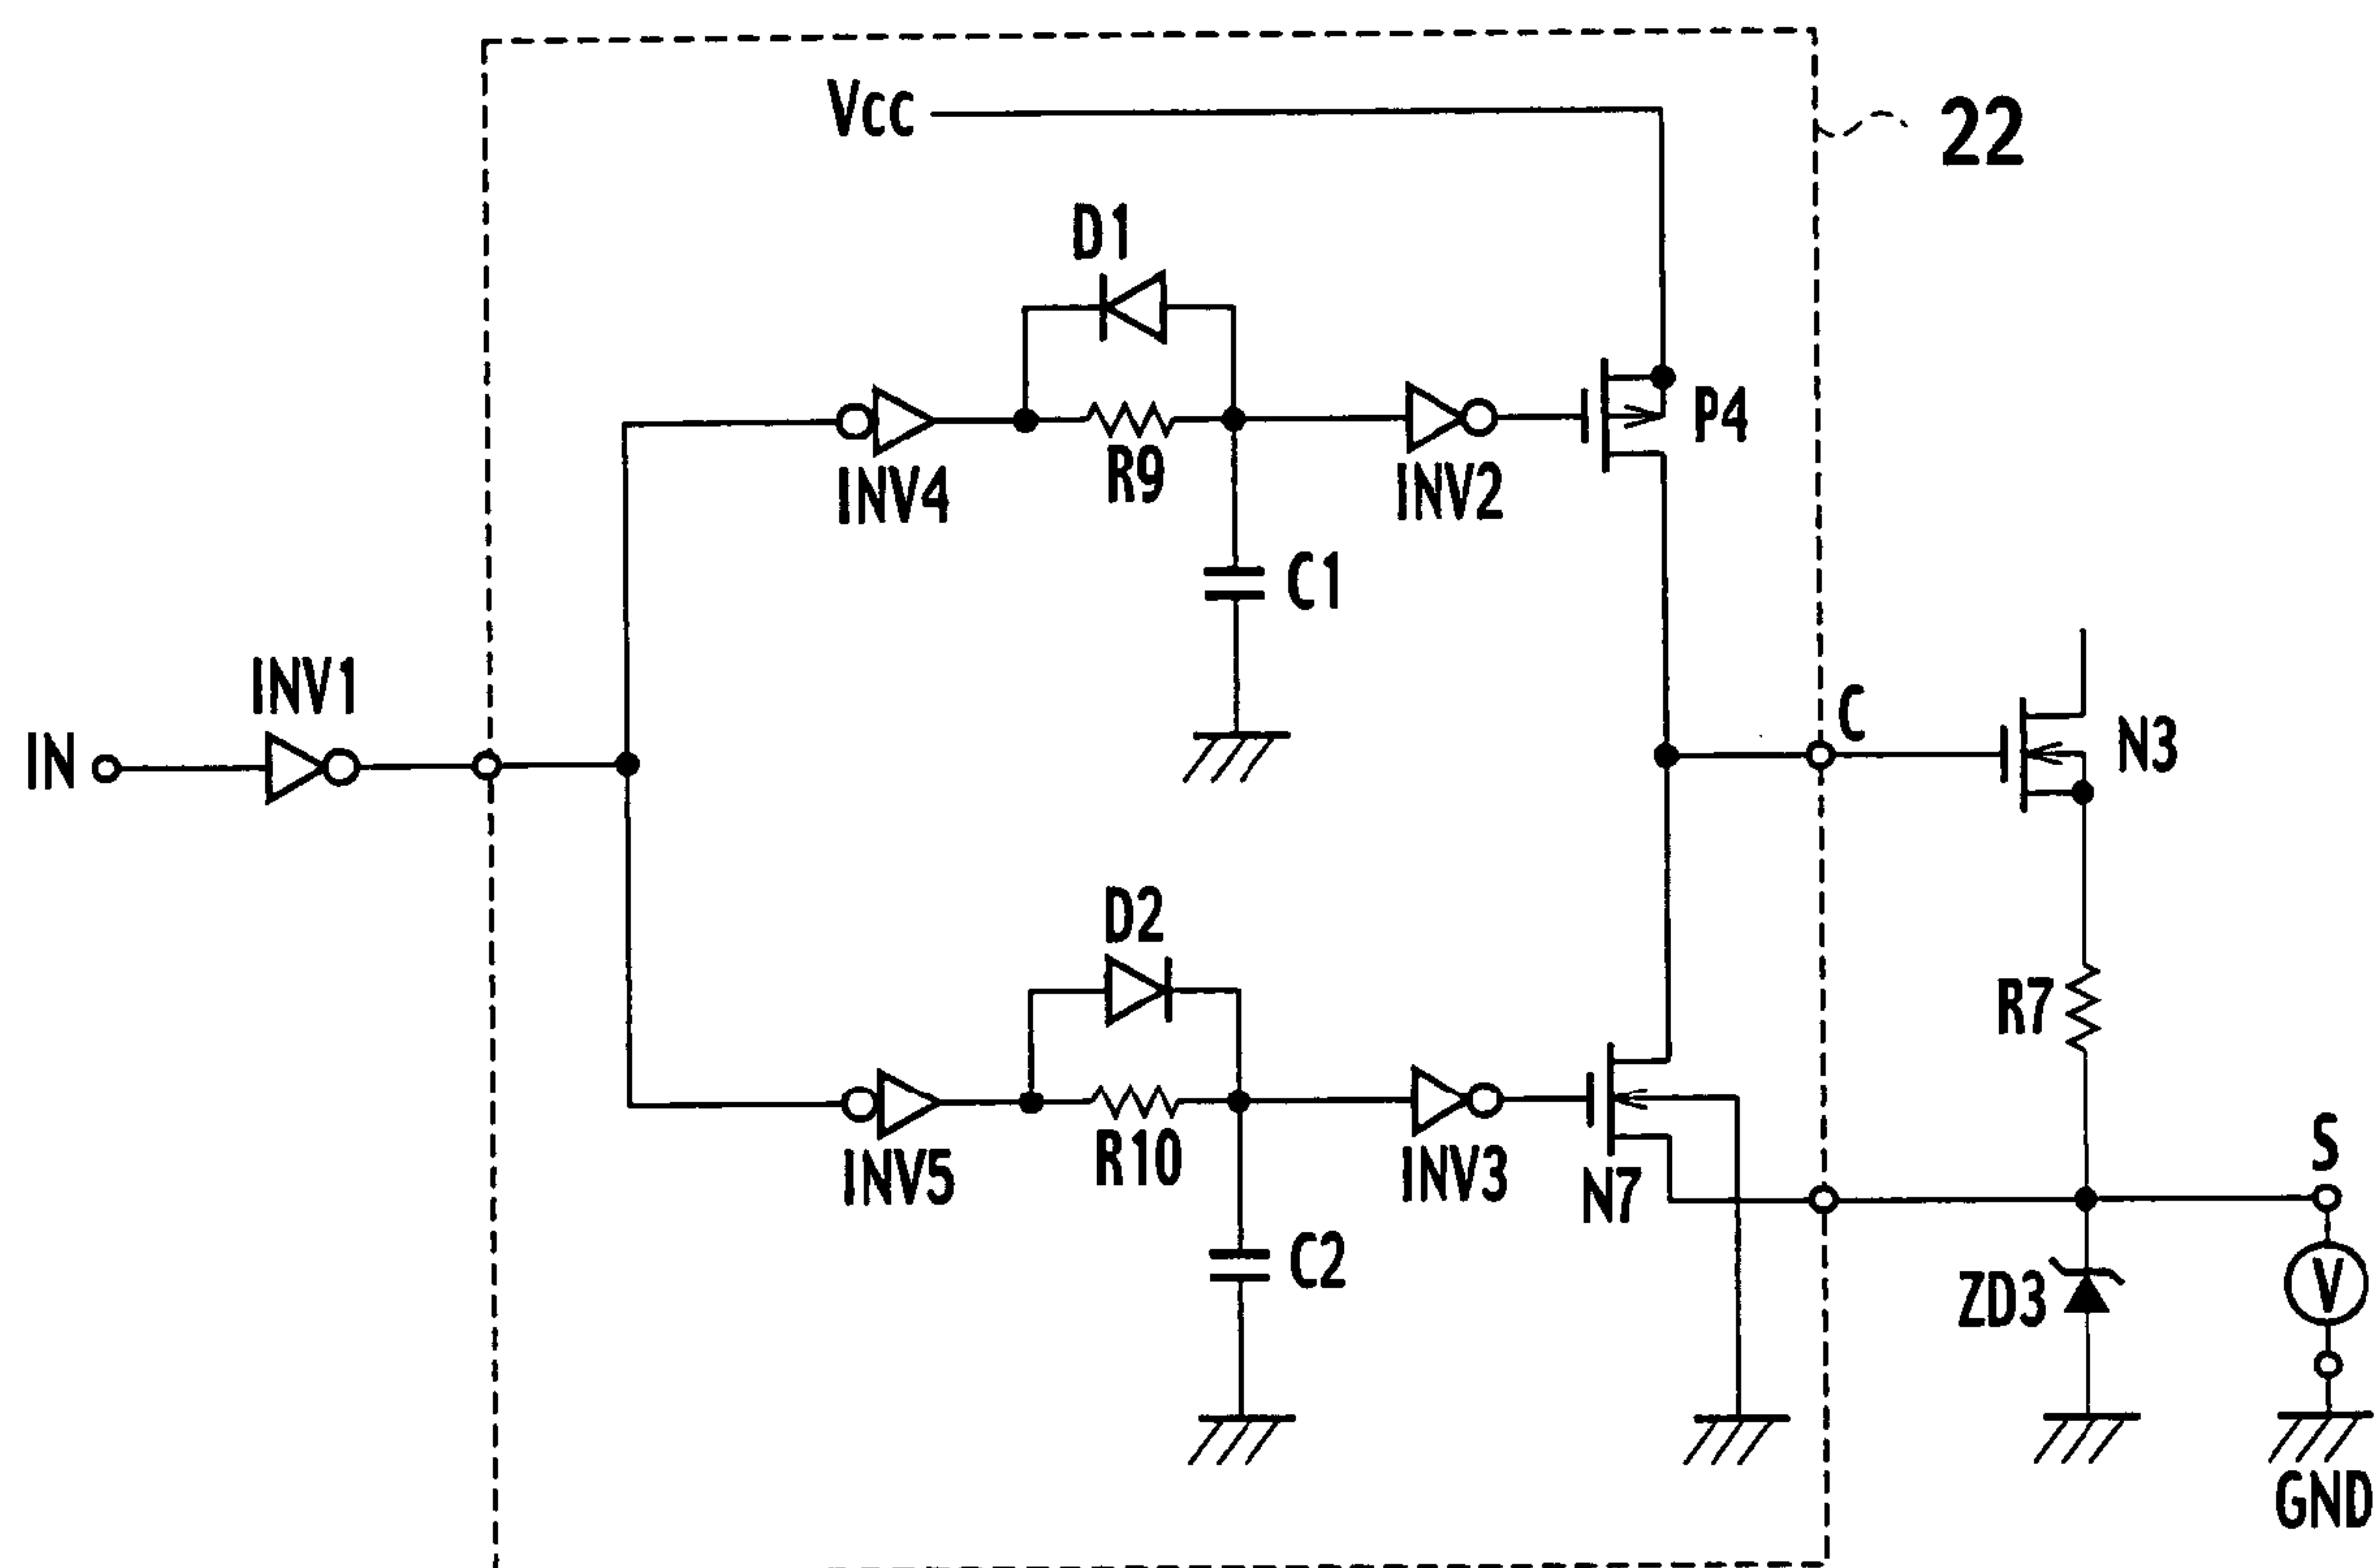 Vcc
22
D1
P4
R9
INV4
INV2
C1
INV1
C
IN
N3
D2
R7
S
R10
INV5
INV3
N7
C2
ZD3
V
GND